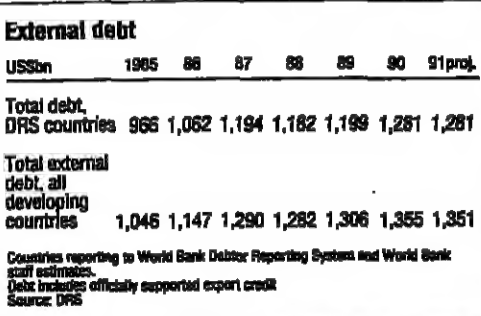 External debt
US$bn 1985 86 87 88 89 90 91proj.
Total debt,
DRS countries 966 1,062 1,194 1,182 1,199 1,281 1,281
Total external
debt, all
developing
countries 1,046 1,147 1,290 1,282 1,306 1,355 1,351
Countries reporting to World Bank Debtor Reporting System and World Bank
staff estimates.
Debt includes officially supported export credit
Source: DRS